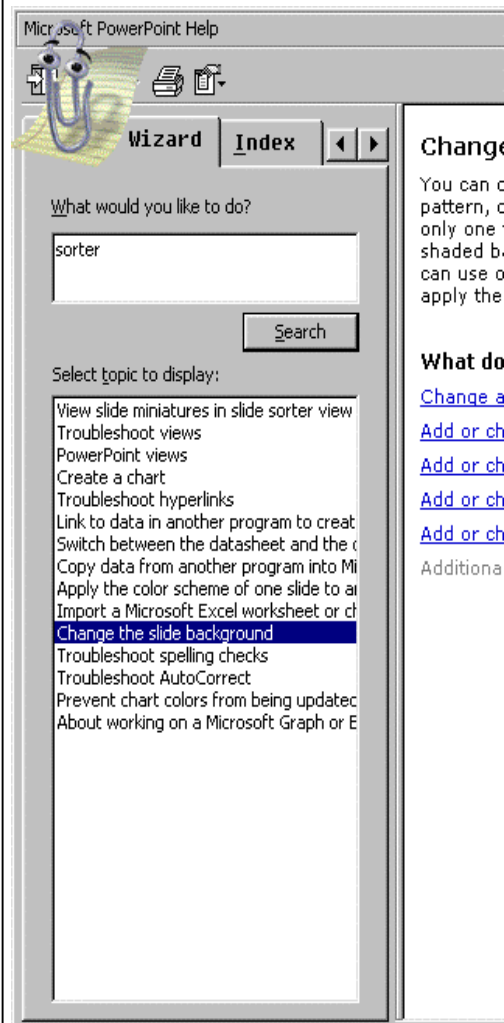 Microsoft PowerPoint Help
Wizard
Index
What would you like to do?
sorter
Search
Select topic to display:
View slide miniatures in slide sorter view
Troubleshoot views
PowerPoint views
Create a chart
Troubleshoot hyperlinks
Link to data in another program to creat
Switch between the datasheet and the
Copy data from another program into Mi
Apply the color scheme of one slide to
Import a Microsoft Excel worksheet or
Change the slide background
Troubleshoot spelling checks
Troubleshoot AutoCorrect
Prevent chart colors from being updated
About working on a Microsoft Graph or E
Change
You can
pattern,
only one
shaded
can use
apply the
What do
Change a
Add or ch
Add or ch
Add or ch
Add or ch
Additiona